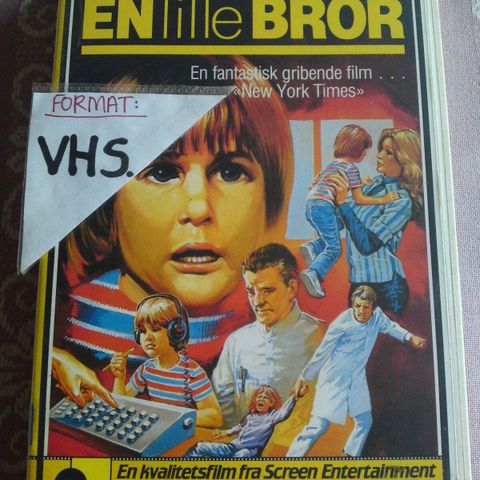 EN lille BROR
En fantastisk gribende film . . .
«New York Times»
FORMAT:
VHS.
En kvalitetsfilm fra Screen Entertainment